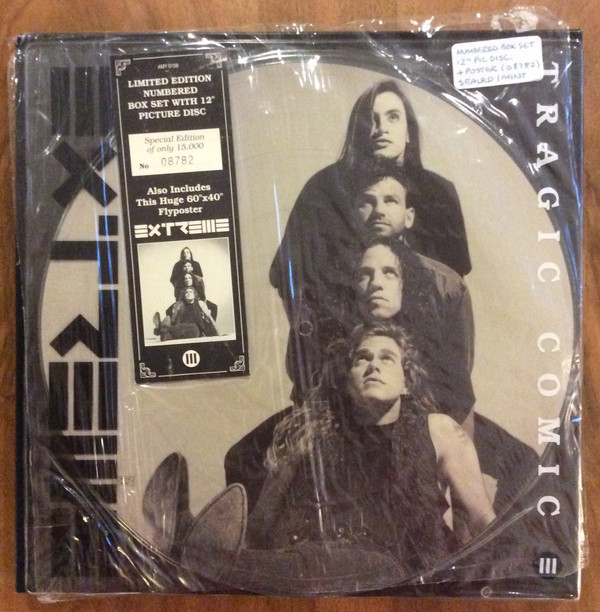 EXTREME
AMY 0156
LIMITED EDITION
NUMBERED
BOX SET WITH 12"
PICTURE DISC
Special Edition
of only 15,000
No 08782
Also Includes
This Huge 60"x40"
Flyposter
EXTREME
III
NUMBERED BOX SET
12" PIC DISC.
+ POSTER (08782)
SEALED / MINT
TRAGIC COMIC
III